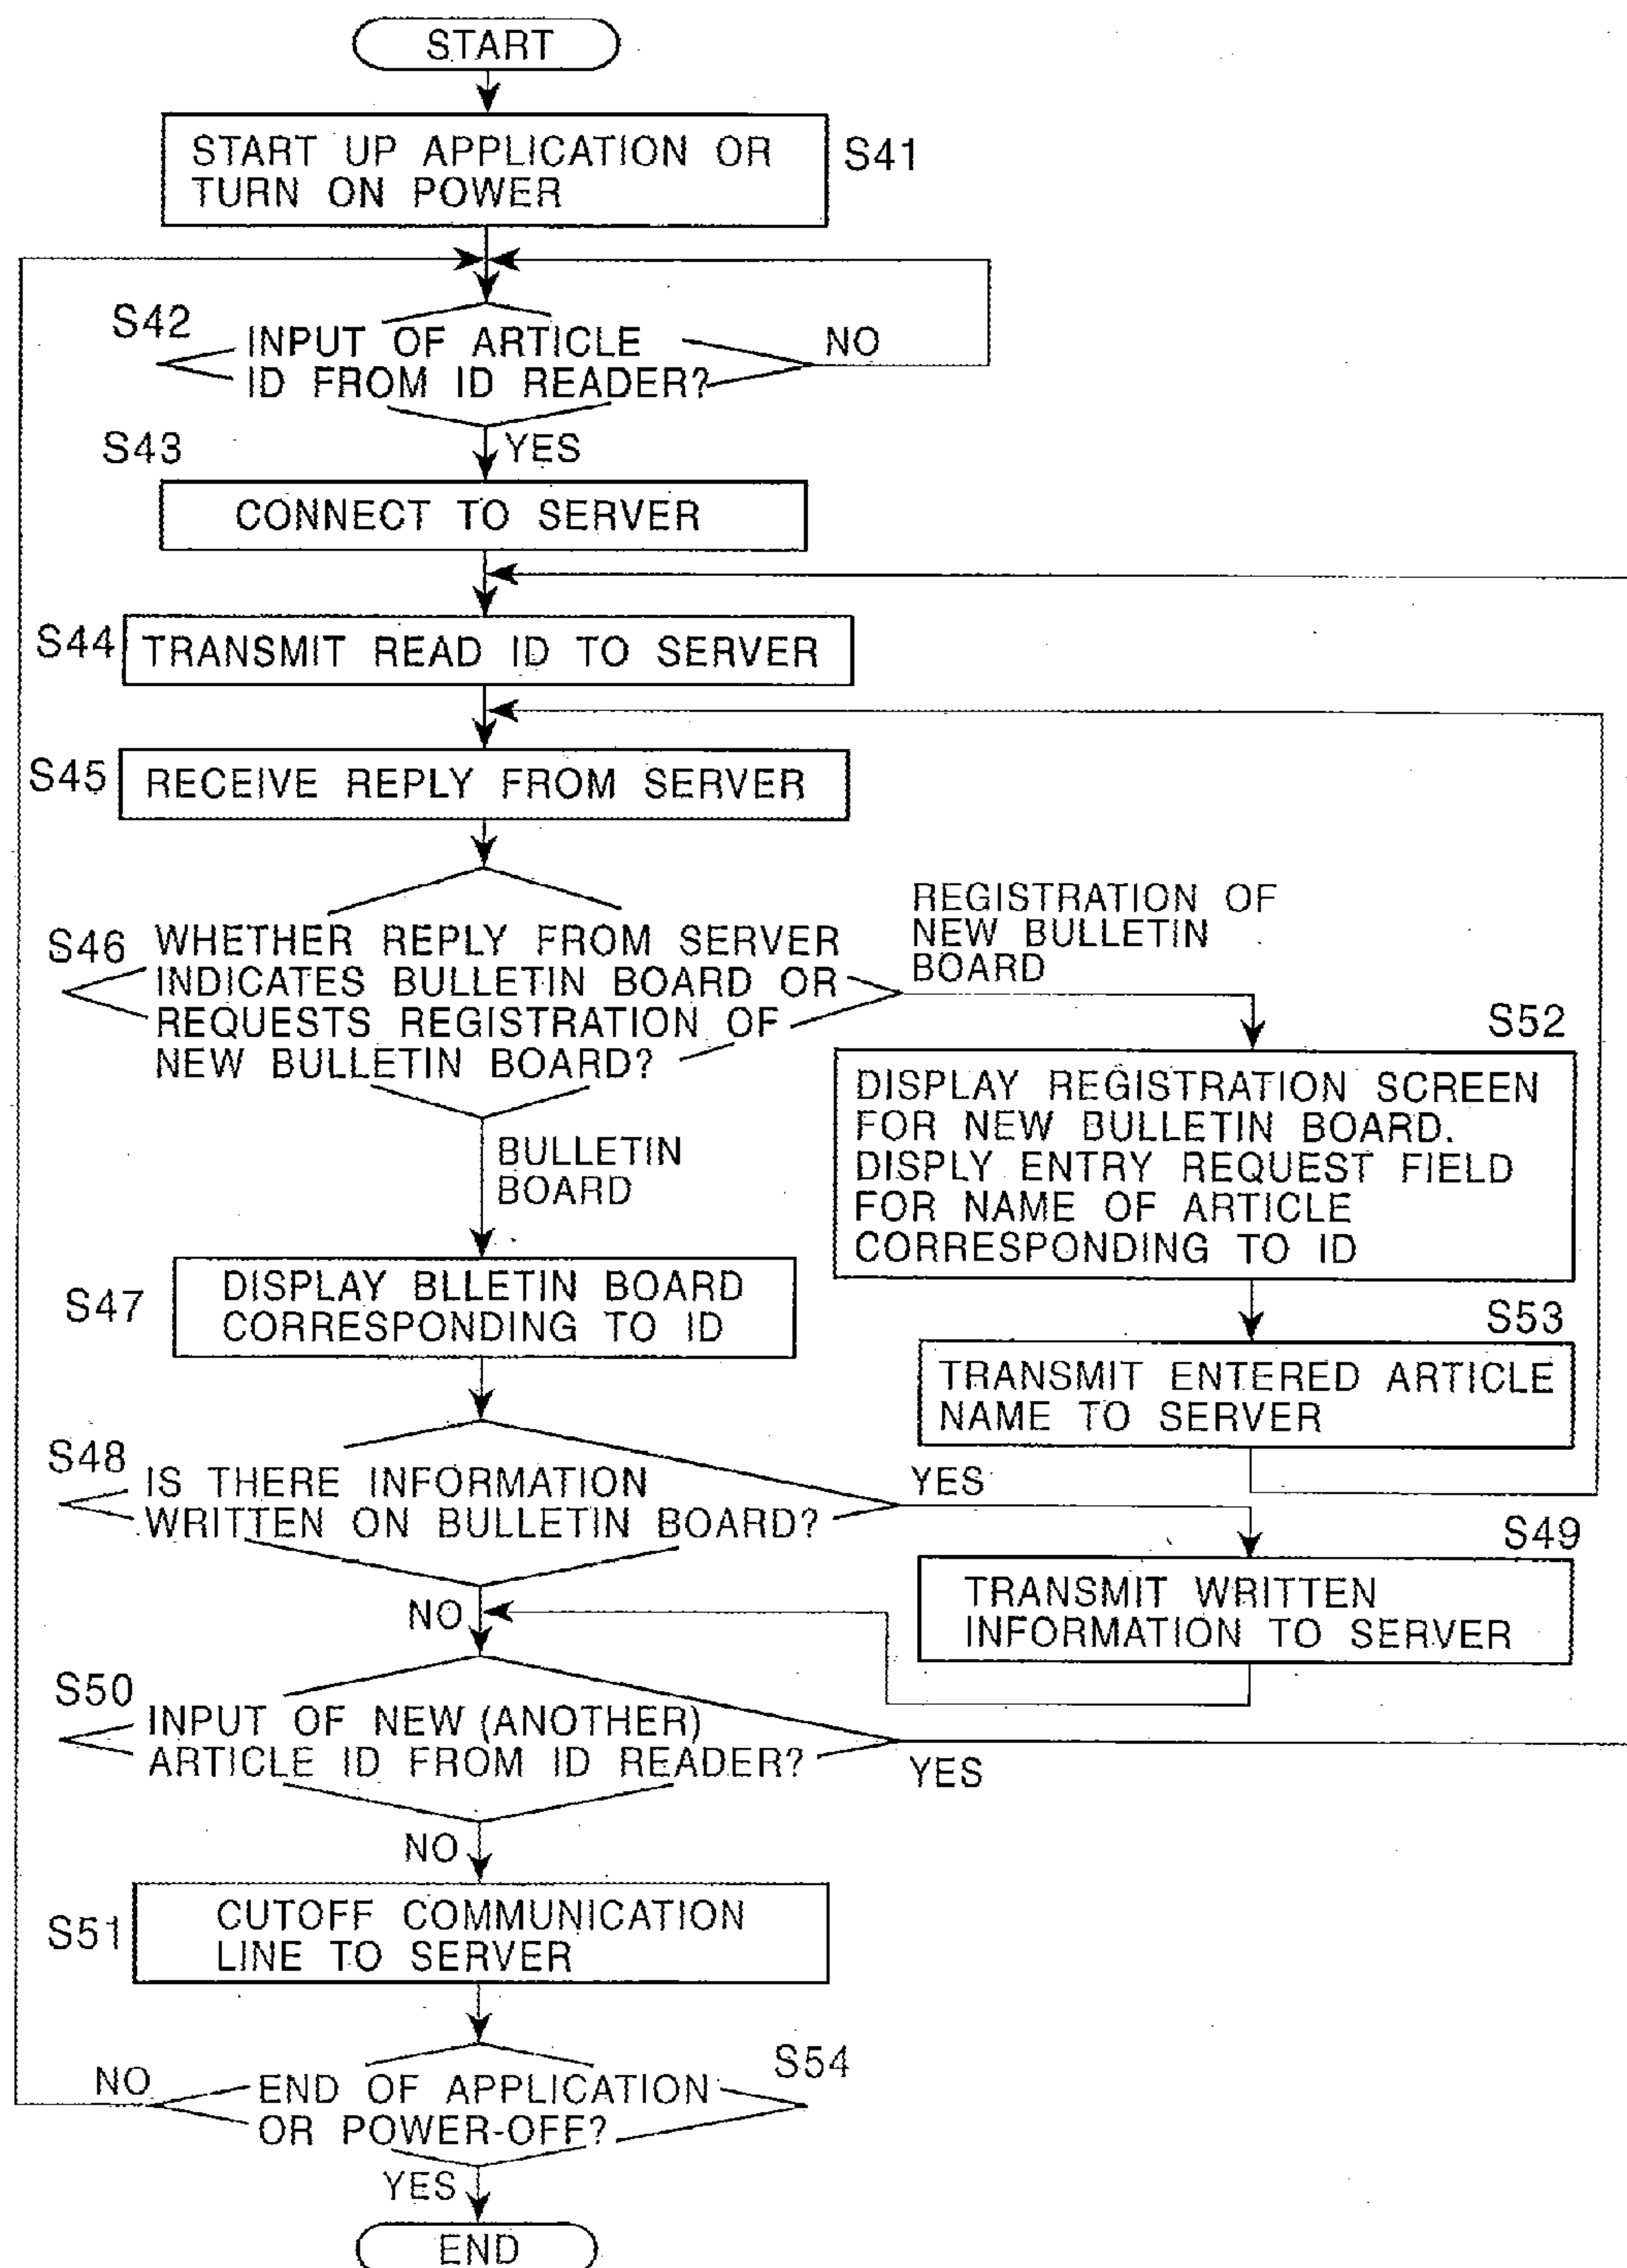 START
START UP APPLICATION OR
TURN ON POWER
S41
S42
INPUT OF ARTICLE
ID FROM ID READER?
NO
YES
S43
CONNECT TO SERVER
S44
TRANSMIT READ ID TO SERVER
S45
RECEIVE REPLY FROM SERVER
S46
WHETHER REPLY FROM SERVER
INDICATES BULLETIN BOARD OR
REQUESTS REGISTRATION OF
NEW BULLETIN BOARD?
REGISTRATION OF
NEW BULLETIN
BOARD
S52
DISPLAY REGISTRATION SCREEN
FOR NEW BULLETIN BOARD.
DISPLY ENTRY REQUEST FIELD
FOR NAME OF ARTICLE
CORRESPONDING TO ID
BULLETIN
BOARD
S47
DISPLAY BLLETIN BOARD
CORRESPONDING TO ID
S53
TRANSMIT ENTERED ARTICLE
NAME TO SERVER
S48
IS THERE INFORMATION
WRITTEN ON BULLETIN BOARD?
YES
S49
TRANSMIT WRITTEN
INFORMATION TO SERVER
NO
S50
INPUT OF NEW (ANOTHER)
ARTICLE ID FROM ID READER?
YES
NO
S51
CUTOFF COMMUNICATION
LINE TO SERVER
S54
NO
END OF APPLICATION
OR POWER-OFF?
YES
END